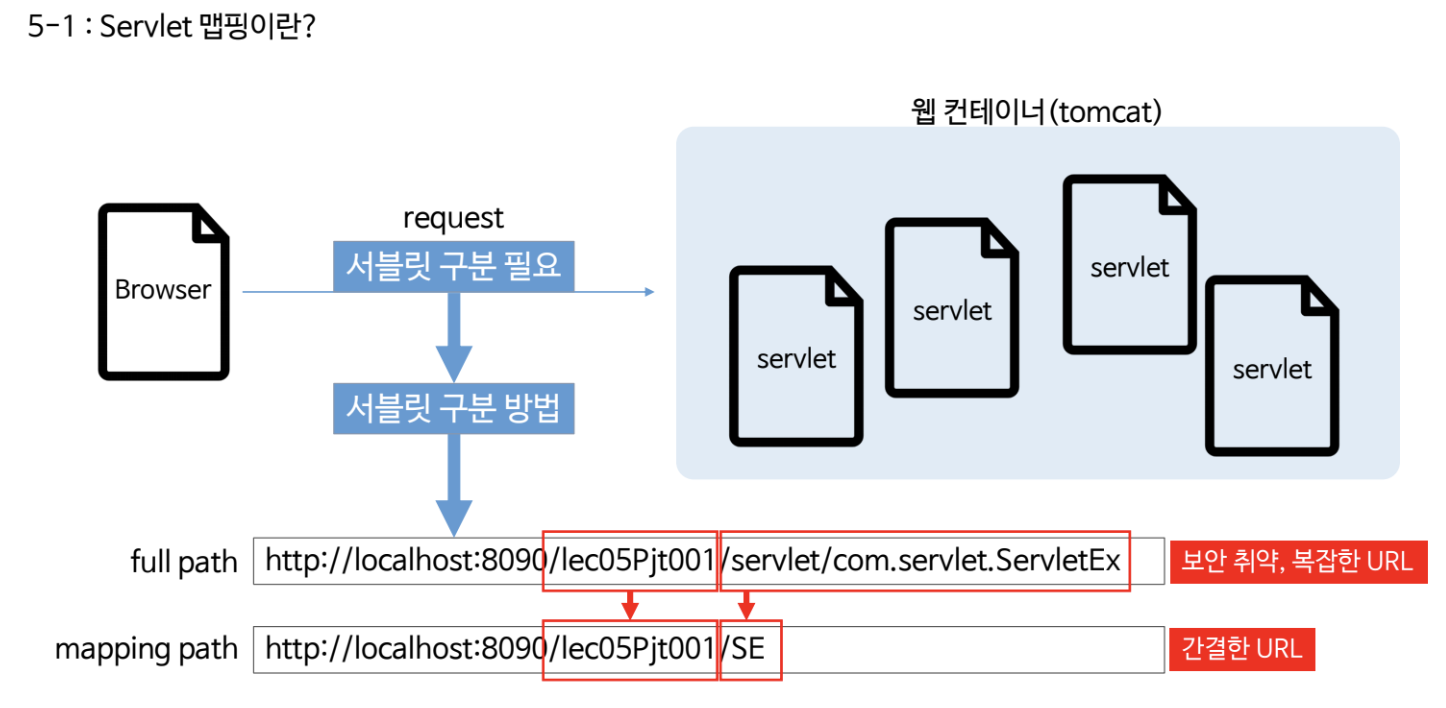 5-1 : Servlet 맵핑이란?
웹 컨테이너(tomcat)
Browser
request
서블릿 구분 필요
서블릿 구분 방법
servlet
servlet
servlet
servlet
full path
http://localhost:8090/lec05Pjt001/servlet/com.servlet.ServletEx
보안 취약, 복잡한 URL
mapping path
http://localhost:8090/lec05Pjt001/SE
간결한 URL